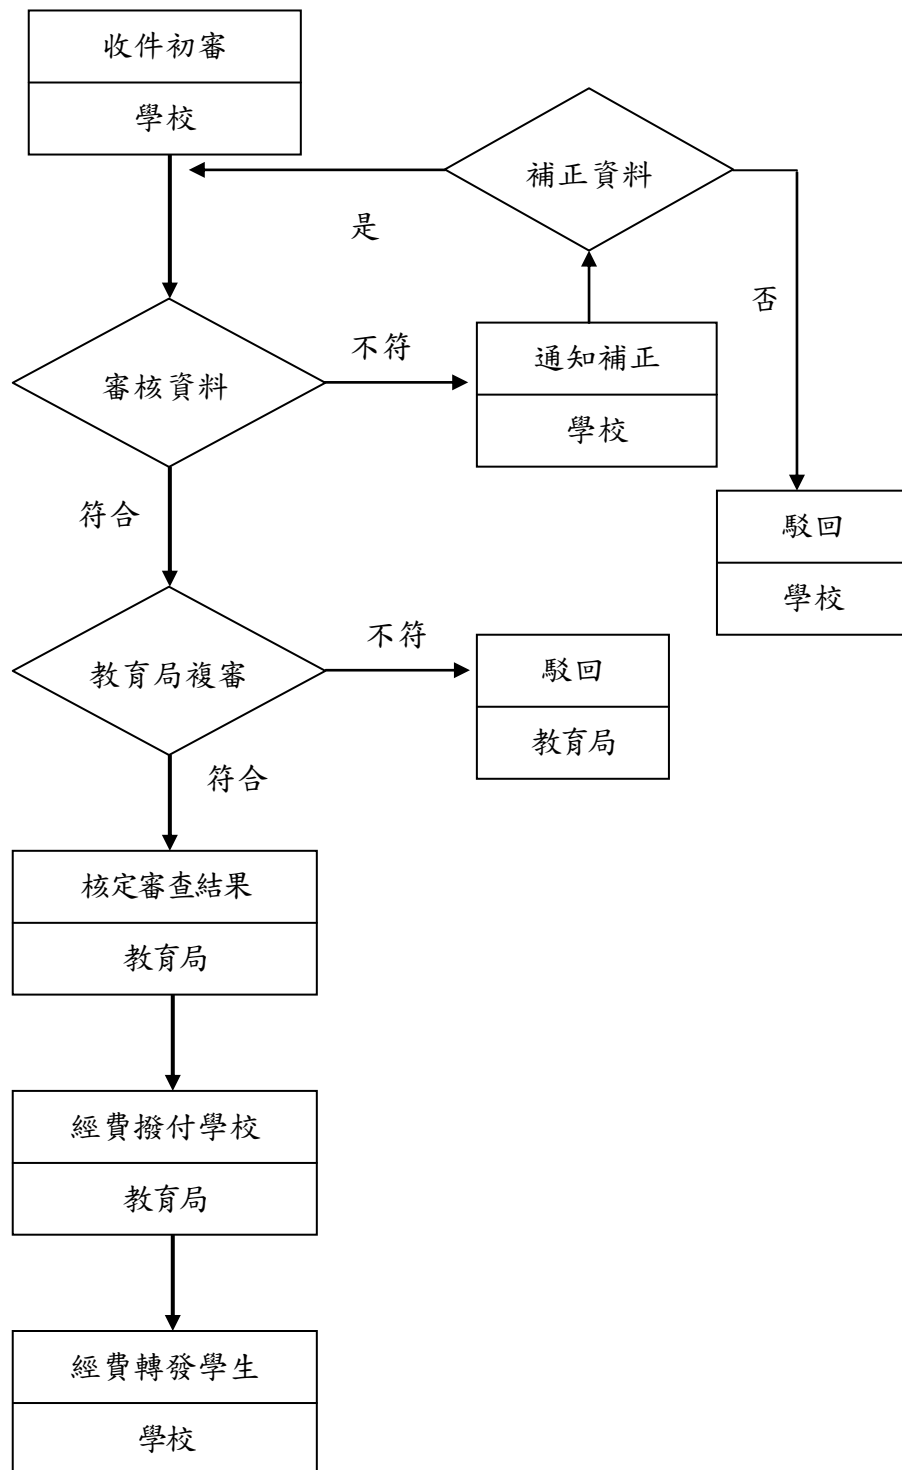 收件初審
學校
補正資料
是
否
不符
通知補正
學校
審核資料
符合
駁回
學校
不符
教育局複審
駁回
教育局
符合
核定審查結果
教育局
經費撥付學校
教育局
經費轉發學生
學校